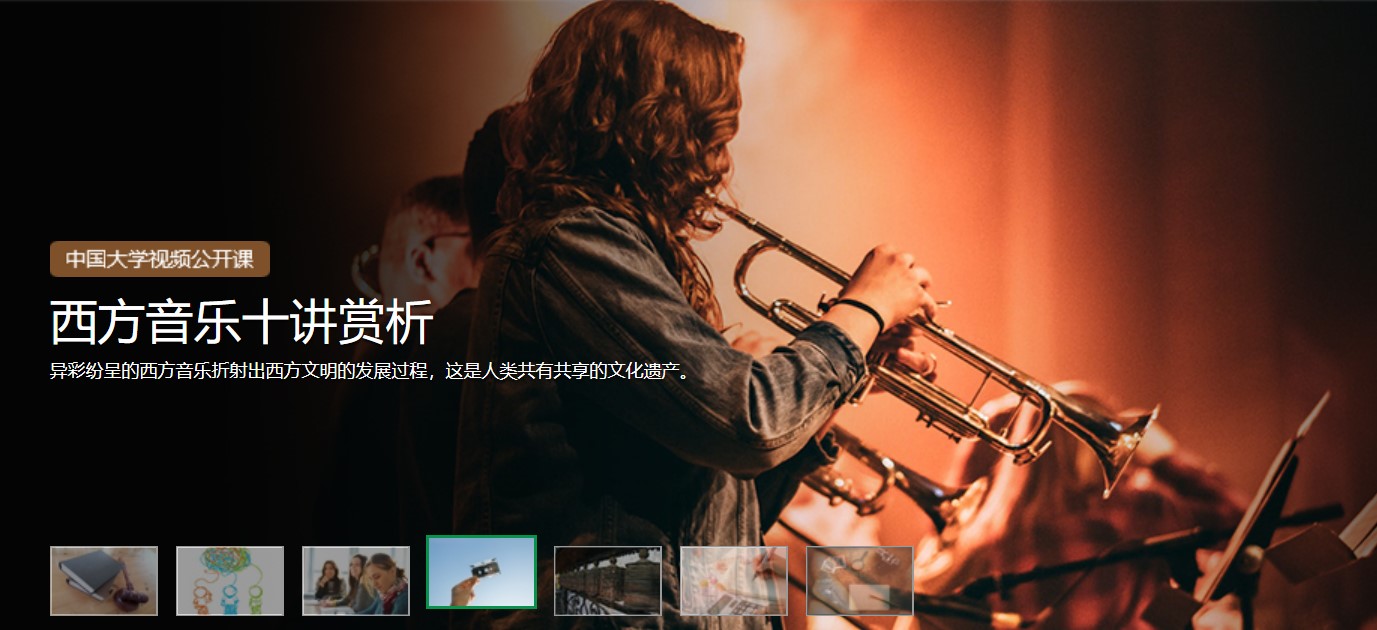 中国大学视频公开课
西方音乐十讲赏析
异彩纷呈的西方音乐折射出西方文明的发展过程，这是人类共有共享的文化遗产。